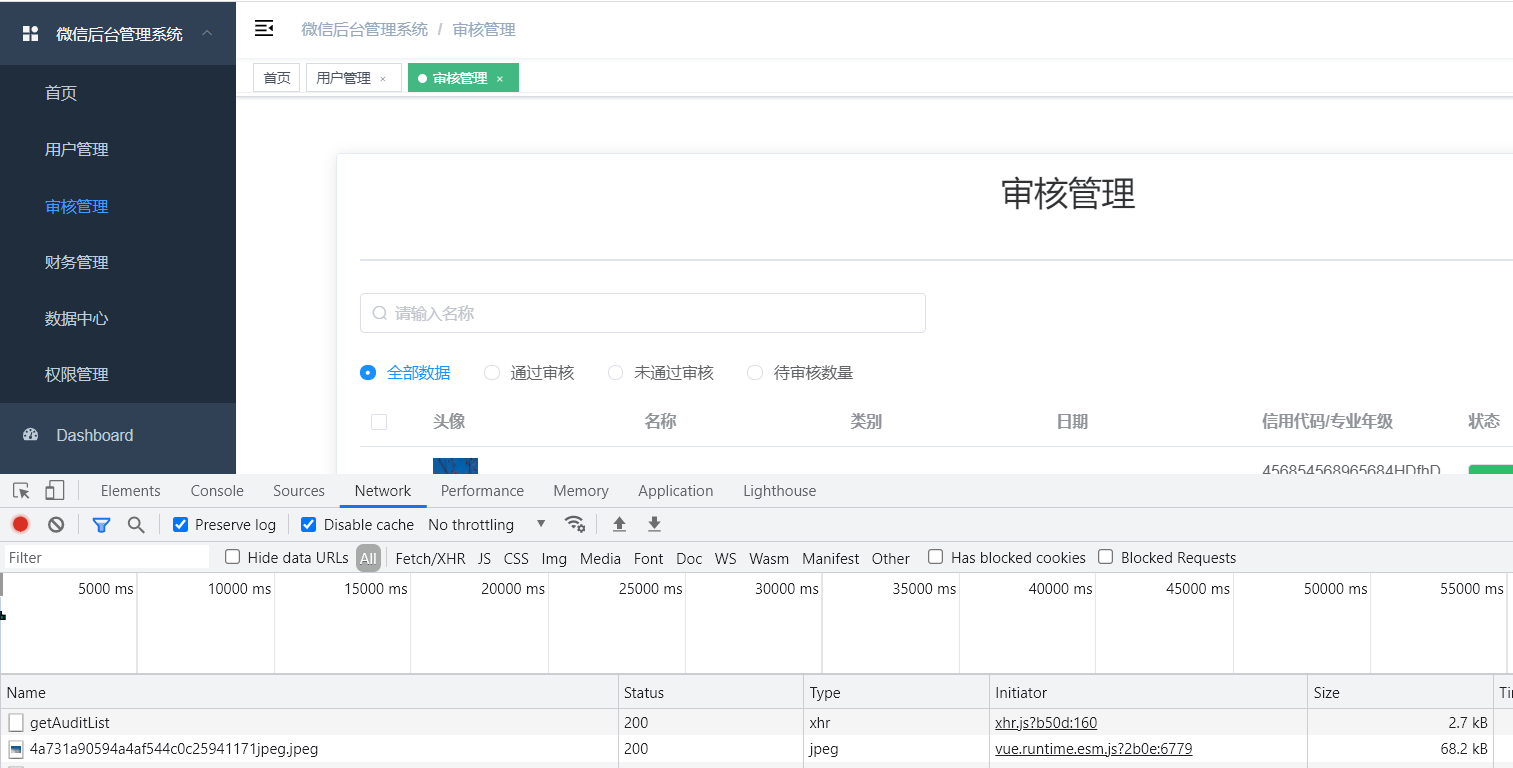 微信后台管理系统
首页
用户管理
审核管理
财务管理
数据中心
权限管理
Dashboard
微信后台管理系统 / 审核管理
首页 用户管理 × 审核管理 ×
审核管理
请输入名称
全部数据 通过审核 未通过审核 待审核数量
头像 名称 类别 日期 信用代码/专业年级 状态
456854568965684HDfhD
Elements Console Sources Network Performance Memory Application Lighthouse
Preserve log Disable cache No throttling
Filter Hide data URLs All Fetch/XHR JS CSS Img Media Font Doc WS Wasm Manifest Other Has blocked cookies Blocked Requests
5000 ms 10000 ms 15000 ms 20000 ms 25000 ms 30000 ms 35000 ms 40000 ms 45000 ms 50000 ms 55000 ms
Name Status Type Initiator Size
getAuditList 200 xhr xhr.js?b50d:160 2.7 kB
4a731a90594a4af544c0c25941171jpeg.jpeg 200 jpeg vue.runtime.esm.js?2b0e:6779 68.2 kB